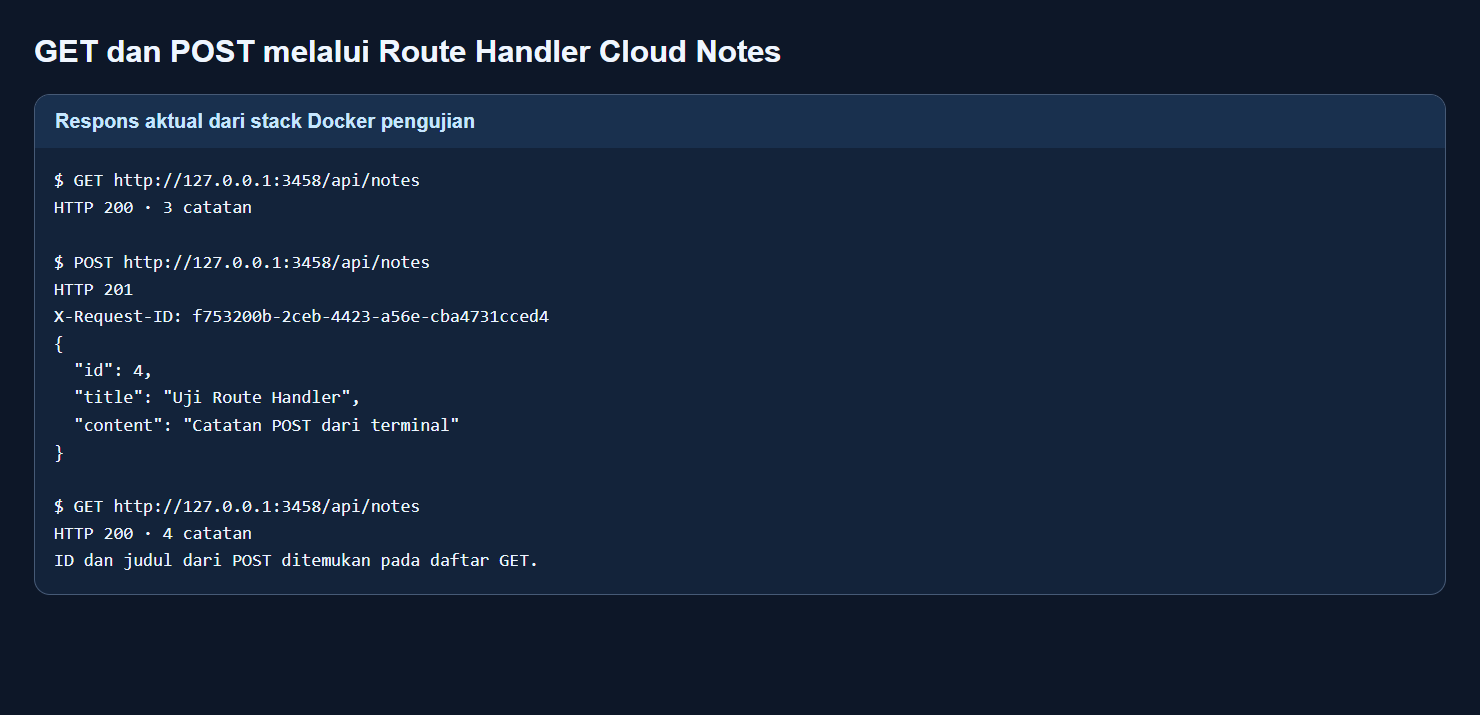 GET dan POST melalui Route Handler Cloud Notes
Respons aktual dari stack Docker pengujian
$ GET http://127.0.0.1:3458/api/notes
HTTP 200 · 3 catatan
$ POST http://127.0.0.1:3458/api/notes
HTTP 201
X-Request-ID: f753200b-2ceb-4423-a56e-cba4731cced4
{
  "id": 4,
  "title": "Uji Route Handler",
  "content": "Catatan POST dari terminal"
}
$ GET http://127.0.0.1:3458/api/notes
HTTP 200 · 4 catatan
ID dan judul dari POST ditemukan pada daftar GET.